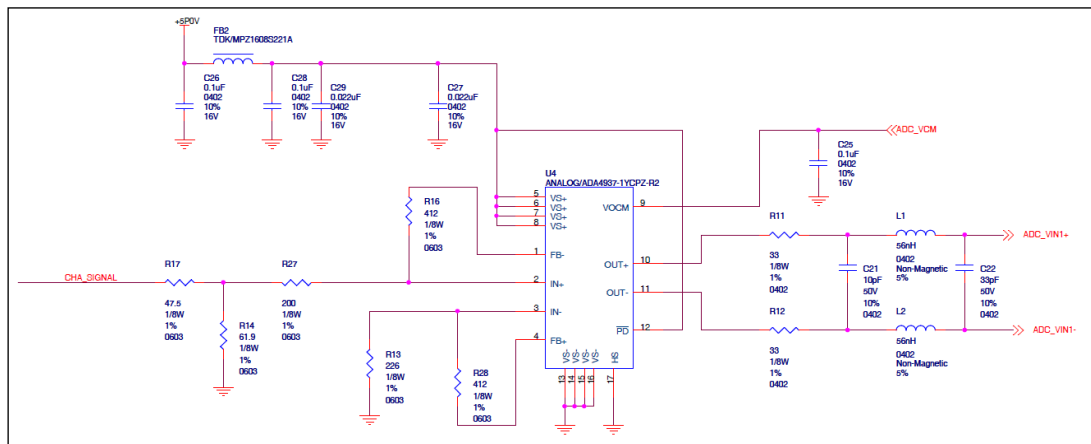 +5P0V
FB2
TDK/MPZ1608S221A
C26
0.1uF
0402
10%
16V
C28
0.1uF
0402
10%
16V
C29
0.022uF
0402
10%
16V
C27
0.022uF
0402
10%
16V
ADC_VCM
C25
0.1uF
0402
10%
16V
U4
ANALOG/ADA4937-1YCPZ-R2
5 VS+
6 VS+
7 VS+
8 VS+
1 FB-
2 IN+
3 IN-
4 FB+
VOCM 9
OUT+ 10
OUT- 11
PD 12
VS- 13
VS- 14
VS- 15
VS- 16
HS 17
R16
412
1/8W
1%
0603
CHA_SIGNAL
R17
47.5
1/8W
1%
0603
R27
200
1/8W
1%
0603
R14
61.9
1/8W
1%
0603
R13
226
1/8W
1%
0603
R28
412
1/8W
1%
0603
R11
33
1/8W
1%
0402
L1
56nH
0402
Non-Magnetic
5%
ADC_VIN1+
C21
10pF
50V
10%
0402
C22
33pF
50V
10%
0402
R12
33
1/8W
1%
0402
L2
56nH
0402
Non-Magnetic
5%
ADC_VIN1-